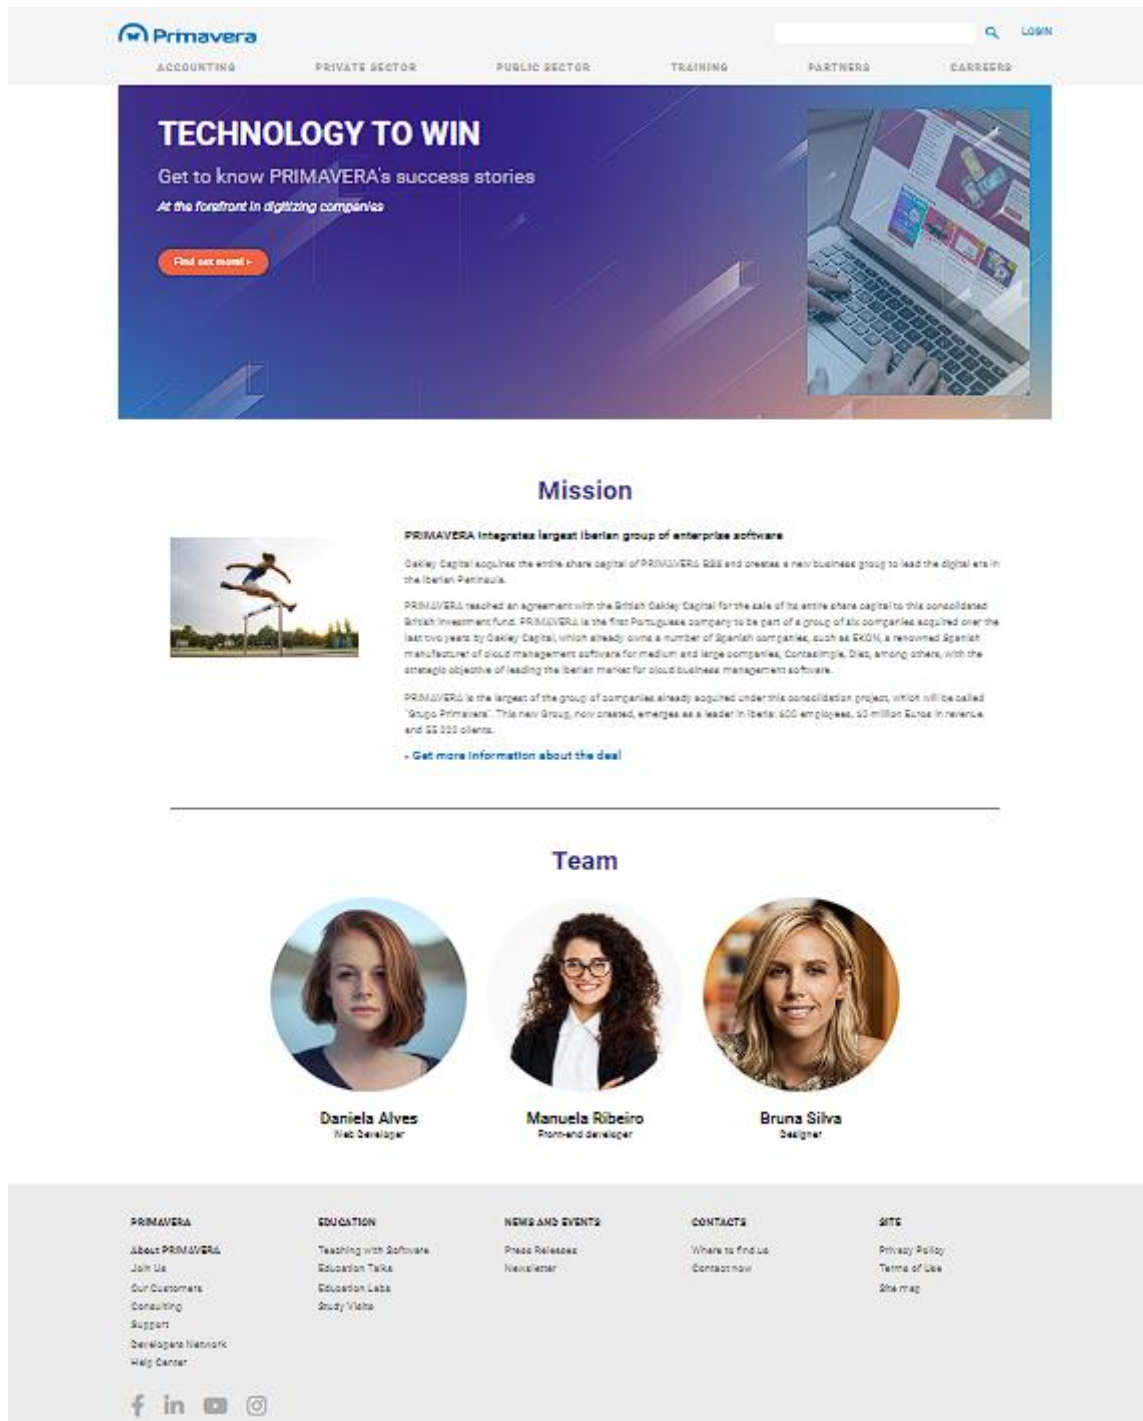 Primavera
LOGIN
ACCOUNTING PRIVATE SECTOR PUBLIC SECTOR TRAINING PARTNERS CAREERS
TECHNOLOGY TO WIN
Get to know PRIMAVERA's success stories
At the forefront in digitizing companies
Find out more! >
Mission
PRIMAVERA integrates largest Iberian group of enterprise software
Oakley Capital acquires the entire share capital of PRIMAVERA BSS and creates a new business group to lead the digital era in
the Iberian Peninsula.
PRIMAVERA reached an agreement with the British Oakley Capital for the sale of its entire share capital to this consolidated
British investment fund. PRIMAVERA is the first Portuguese company to be part of a group of six companies acquired over the
last two years by Oakley Capital, which already owns a number of Spanish companies, such as EKON, a renowned Spanish
manufacturer of cloud management software for medium and large companies, Contasimple, Diez, among others, with the
strategic objective of leading the Iberian market for cloud business management software.
PRIMAVERA is the largest of the group of companies already acquired under this consolidation project, which will be called
"Grupo Primavera". This new Group, now created, emerges as a leader in Iberia: 600 employees, 60 million Euros in revenue
and 55 000 clients.
Get more information about the deal
Team
Daniela Alves Manuela Ribeiro Bruna Silva
Web Developer Front-end developer Designer
PRIMAVERA EDUCATION NEWS AND EVENTS CONTACTS SITE
About PRIMAVERA Teaching with Software Press Releases Where to find us Privacy Policy
Join Us Education Talks Newsletter Contact now Terms of Use
Our Customers Education Labs Site map
Consulting Study Visits
Support
Developers Network
Help Center